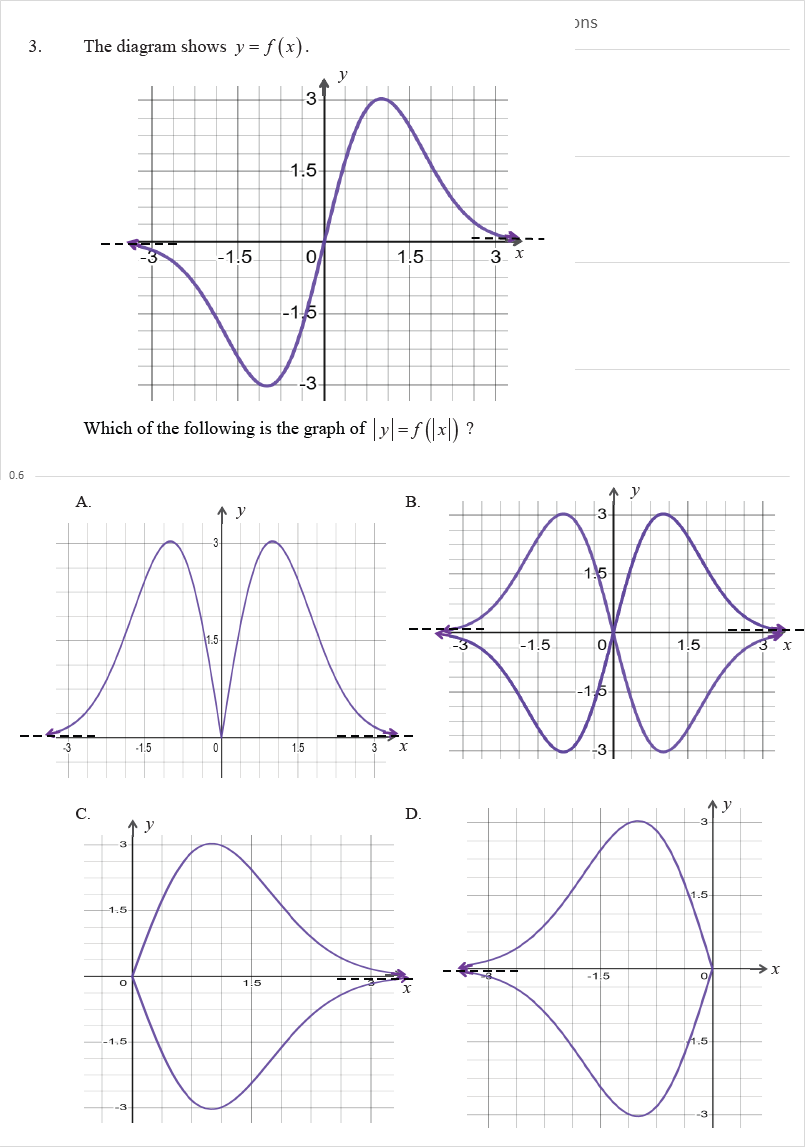 ons
3. The diagram shows y = f(x).
y
3
1.5
-3 -1.5 0 1.5 3 x
-1.5
-3
Which of the following is the graph of |y| = f(|x|) ?
0.6
A.
y
3
1.5
-3 -1.5 0 1.5 3 x
B.
y
3
1.5
-3 -1.5 0 1.5 3 x
-1.5
-3
C.
y
3
1.5
0 1.5 3 x
-1.5
-3
D.
y
3
1.5
-3 -1.5 0 x
-1.5
-3